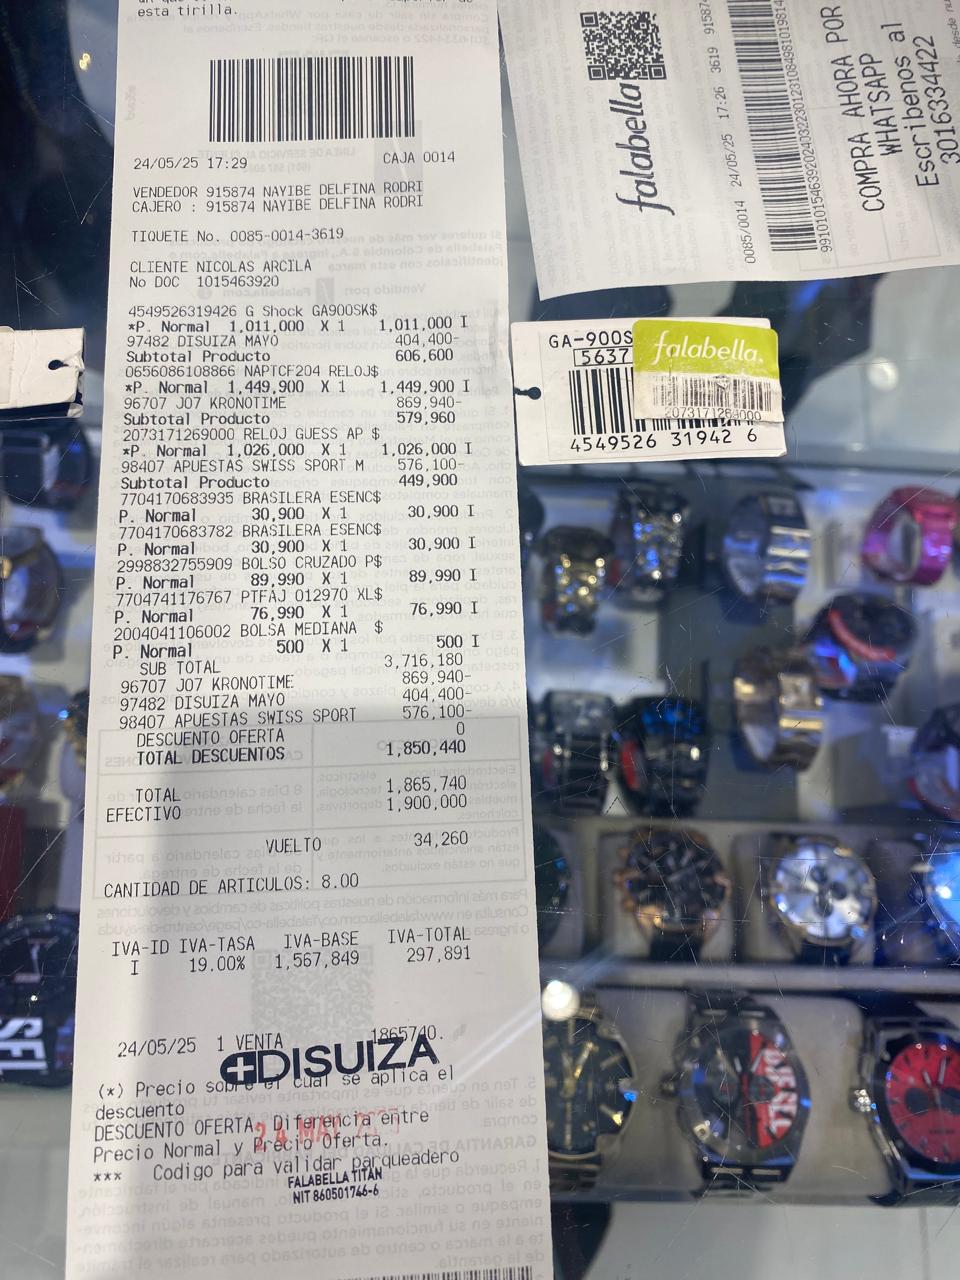 esta tirilla.
24/05/25 17:29 CAJA 0014
VENDEDOR 915874 NAYIBE DELFINA RODRI
CAJERO : 915874 NAYIBE DELFINA RODRI
TIQUETE No. 0085-0014-3619
CLIENTE NICOLAS ARCILA
No DOC 1015463920
4549526319426 G Shock GA900SK$
*P. Normal 1,011,000 X 1 1,011,000 I
97482 DISUIZA MAYO 404,400-
Subtotal Producto 606,600
0656086108866 NAPTCF204 RELOJ$
*P. Normal 1,449,900 X 1 1,449,900 I
96707 J07 KRONOTIME 869,940-
Subtotal Producto 579,960
2073171269000 RELOJ GUESS AP $
*P. Normal 1,026,000 X 1 1,026,000 I
98407 APUESTAS SWISS SPORT M 576,100-
Subtotal Producto 449,900
7704170683935 BRASILERA ESENC$
P. Normal 30,900 X 1 30,900 I
7704170683782 BRASILERA ESENC$
P. Normal 30,900 X 1 30,900 I
2998832755909 BOLSO CRUZADO P$
P. Normal 89,990 X 1 89,990 I
7704741176767 PTFAJ 012970 XL$
P. Normal 76,990 X 1 76,990 I
2004041106002 BOLSA MEDIANA $
P. Normal 500 X 1 500 I
SUB TOTAL 3,716,180
96707 J07 KRONOTIME 869,940-
97482 DISUIZA MAYO 404,400-
98407 APUESTAS SWISS SPORT 576,100-
DESCUENTO OFERTA 0
TOTAL DESCUENTOS 1,850,440
TOTAL 1,865,740
EFECTIVO 1,900,000
VUELTO 34,260
CANTIDAD DE ARTICULOS: 8.00
IVA-ID IVA-TASA IVA-BASE IVA-TOTAL
I 19.00% 1,567,849 297,891
24/05/25 1 VENTA 1865740.
DISUIZA
(*) Precio sobre el cual se aplica el
descuento
DESCUENTO OFERTA: Diferencia entre
Precio Normal y Precio Oferta.
*** Codigo para validar parqueadero
FALABELLA TITAN
NIT 860501746-6
falabella
0085/0014 24/05/25 17:26 3619 91587
COMPRA AHORA POR
WHATSAPP
Escribenos al
3016334422
GA-900S
5637
falabella.
2073171269000
4549526 31942 6
DIESEL